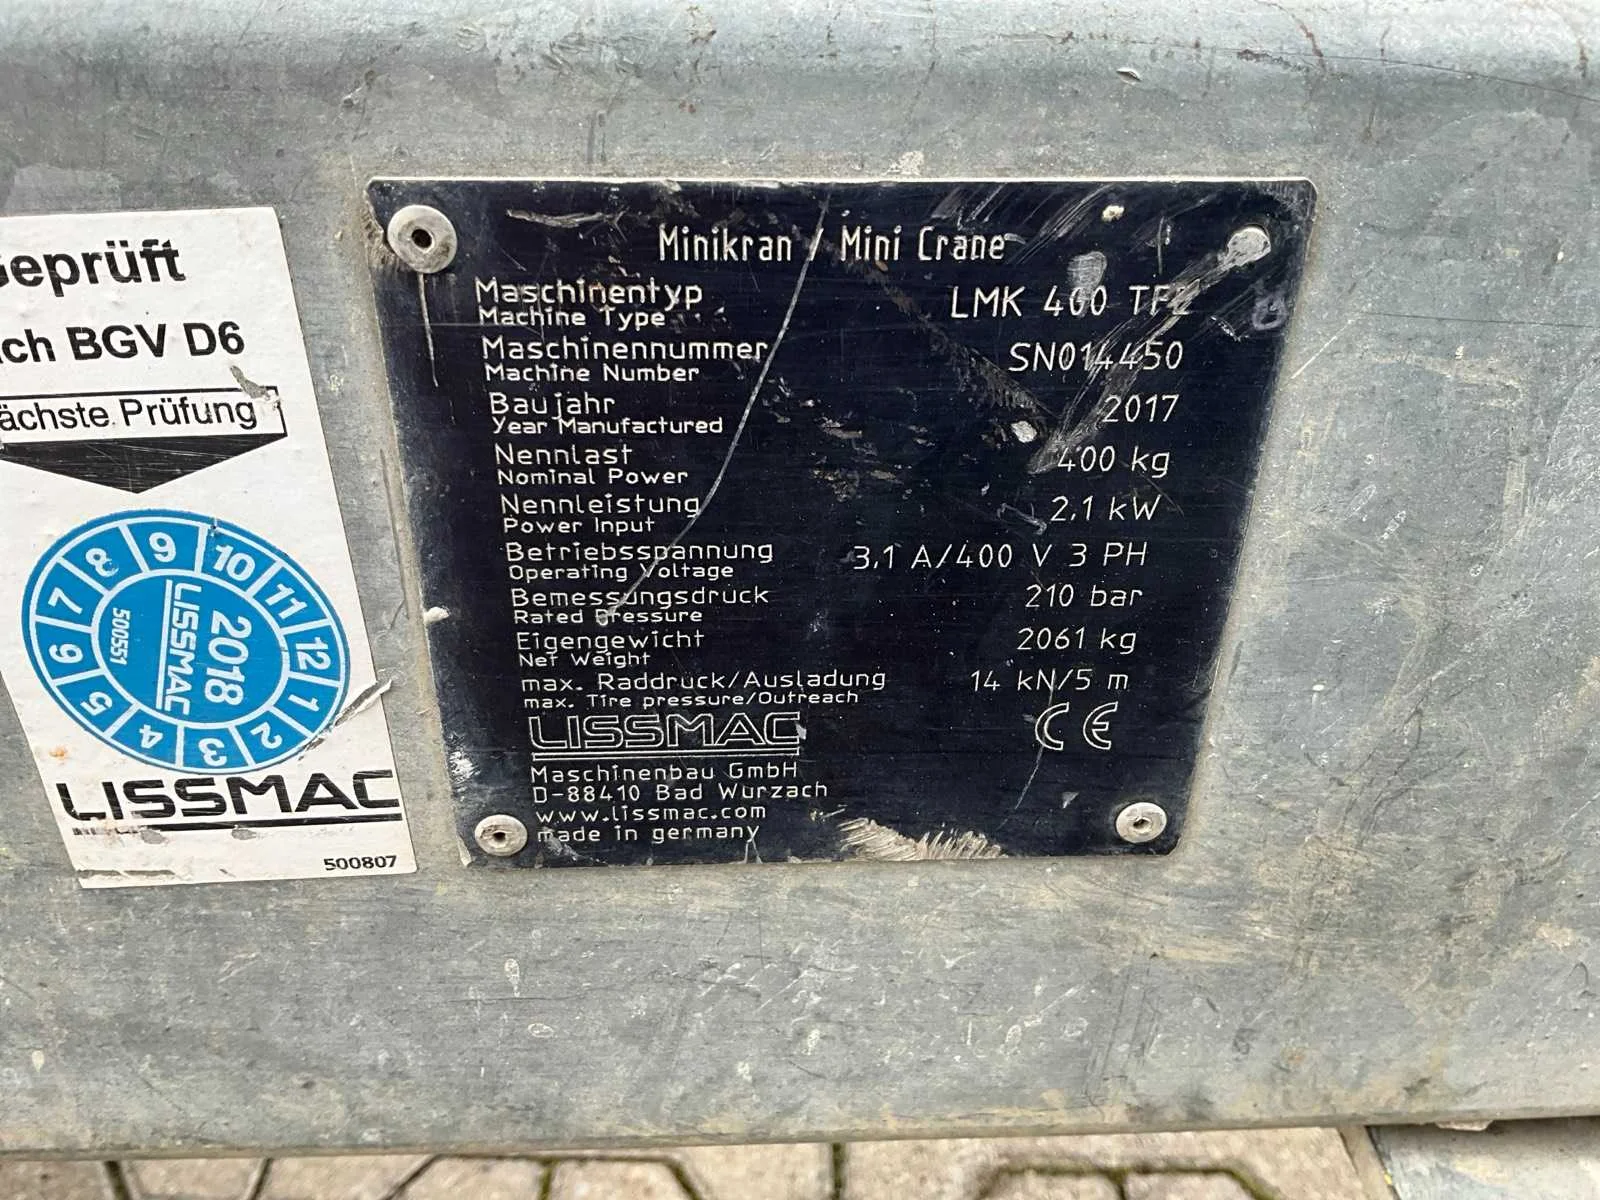 Geprüft
nach BGV D6
Nächste Prüfung
1 2 3 4 5 6 7 8 9 10 11 12
2018
LISSMAC
500551
LISSMAC
500807
Minikran / Mini Crane
Maschinentyp LMK 400
Machine Type
Maschinennummer SN014450
Machine Number
Baujahr 2017
Year Manufactured
Nennlast 400 kg
Nominal Power
Nennleistung 2,1 kW
Power Input
Betriebsspannung 3,1 A/400 V 3 PH
Operating Voltage
Bemessungsdrück 210 bar
Rated Pressure
Eigengewicht 2061 kg
Net Weight
max. Raddruck/Ausladung 14 kN/5 m
max. Tire pressure/Outreach
LISSMAC CE
Maschinenbau GmbH
D-88410 Bad Wurzach
www.lissmac.com
made in germany